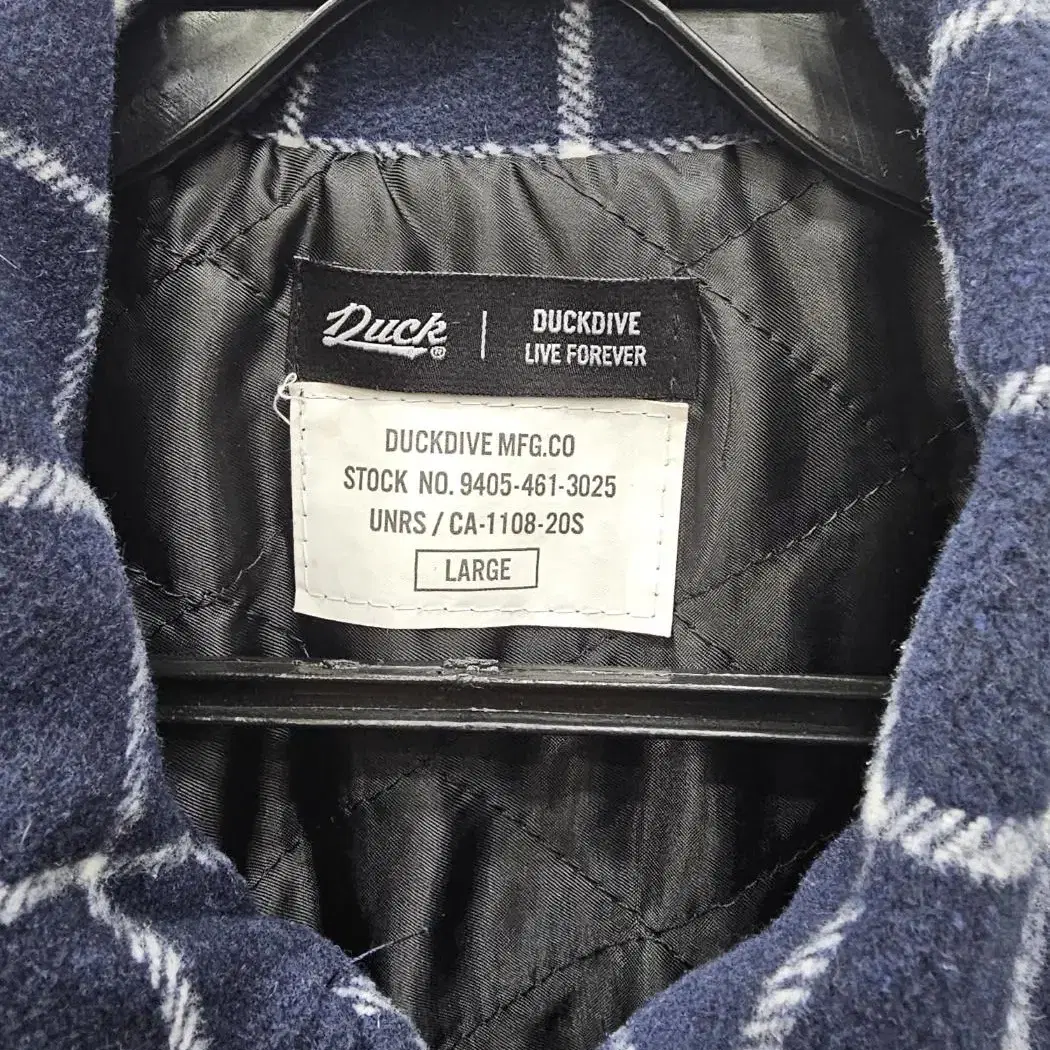 Duck® | DUCKDIVE
LIVE FOREVER
DUCKDIVE MFG.CO
STOCK NO. 9405-461-3025
UNRS / CA-1108-20S
LARGE